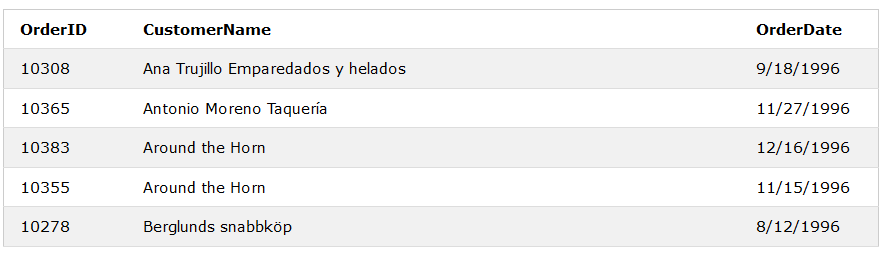 OrderID CustomerName OrderDate
10308 Ana Trujillo Emparedados y helados 9/18/1996
10365 Antonio Moreno Taquería 11/27/1996
10383 Around the Horn 12/16/1996
10355 Around the Horn 11/15/1996
10278 Berglunds snabbköp 8/12/1996